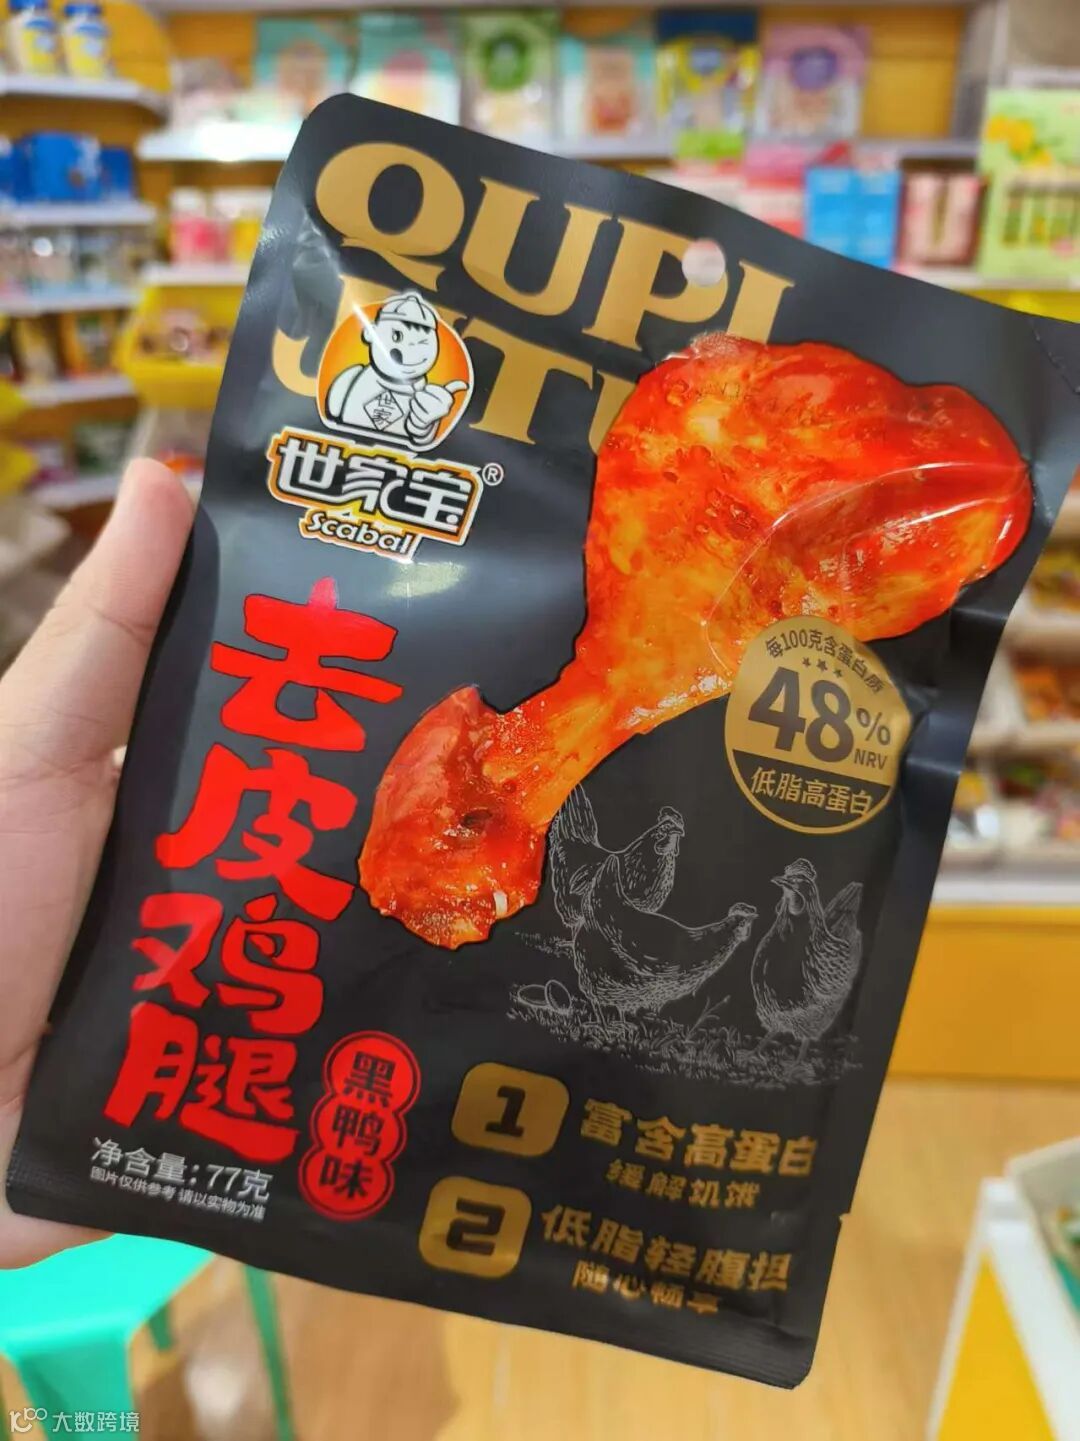 QUPI
JITU
世家
世家宝®
Scabal
去皮鸡腿
黑鸭味
每100克含蛋白质
48%
NRV
低脂高蛋白
1 富含高蛋白
缓解饥饿
2 低脂轻腹担
随心畅享
净含量:77克
图片仅供参考 请以实物为准
大数跨境